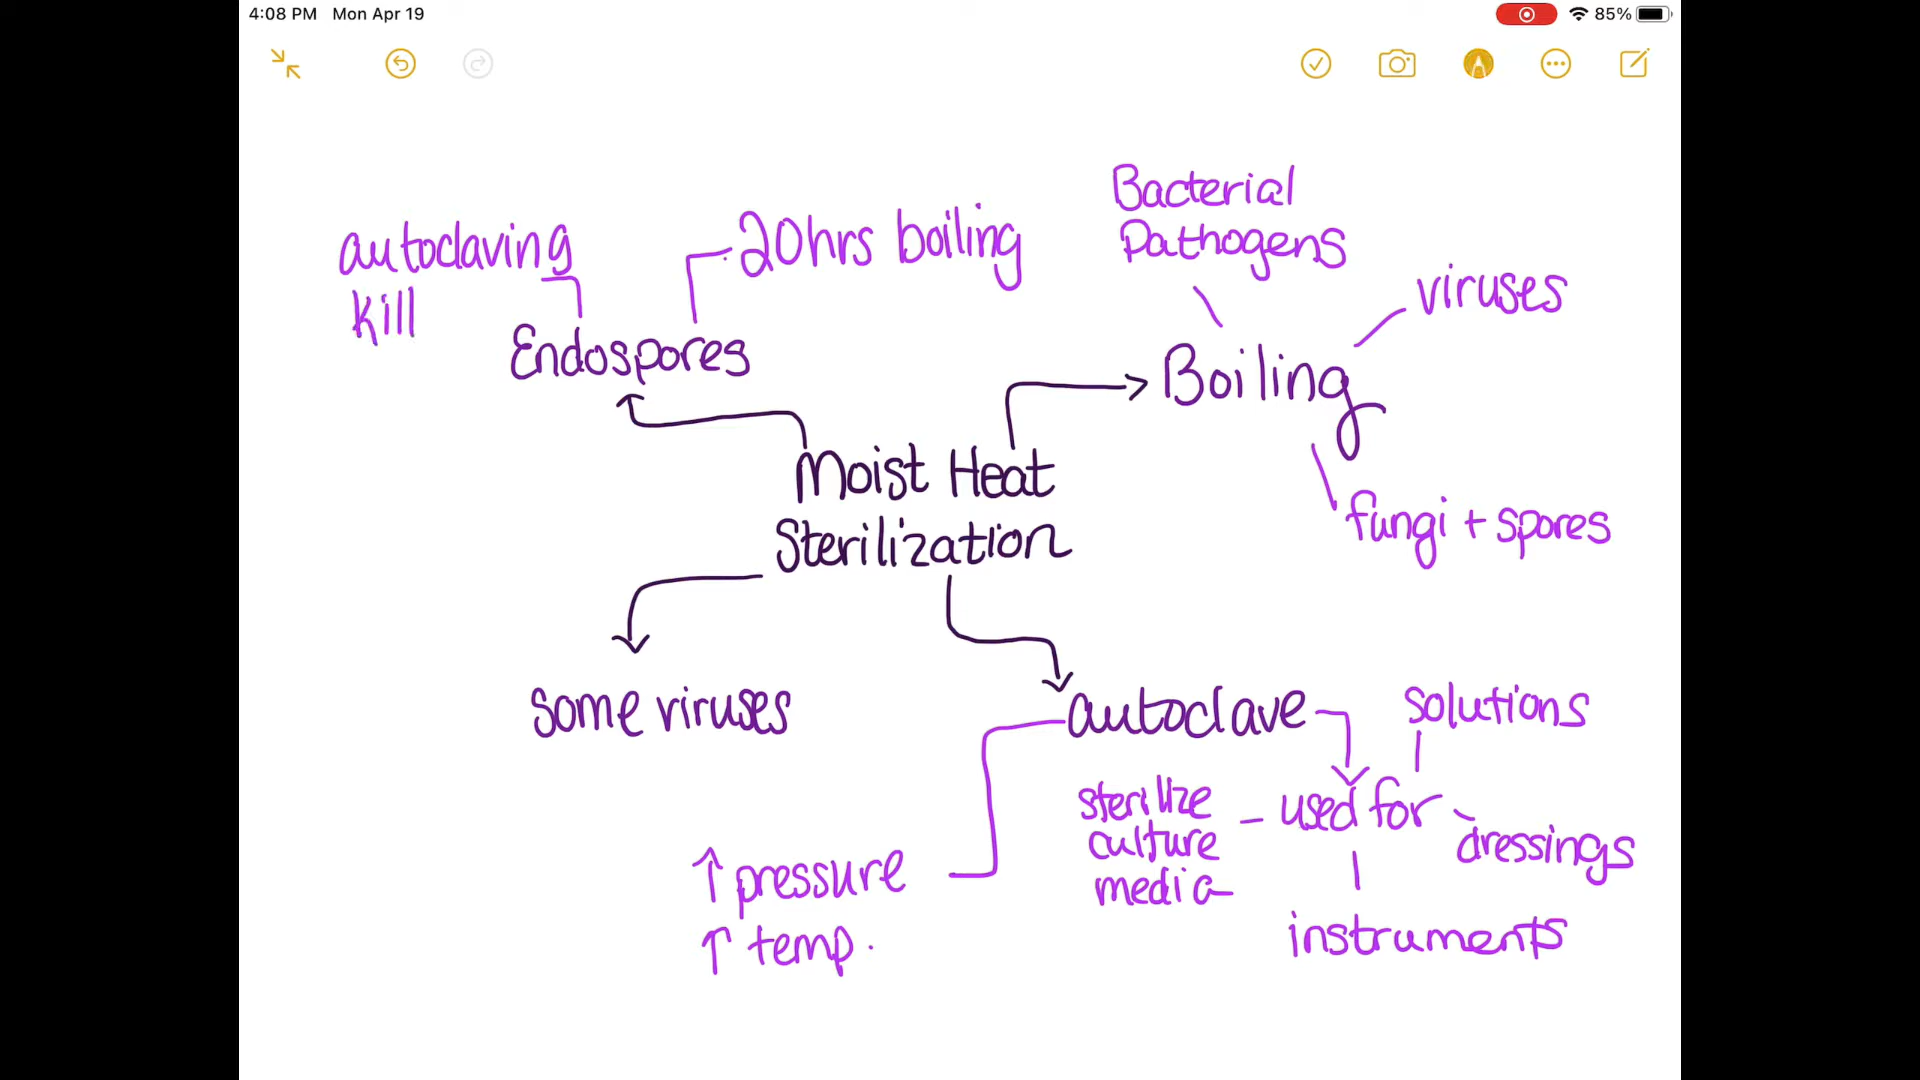 4:08 PM Mon Apr 19
85%
autoclaving
kill
20hrs boiling
Endospores
Bacterial
Pathogens
viruses
Boiling
fungi + spores
Moist Heat
Sterilization
some viruses
autoclave
↑ pressure
↑ temp.
used for
solutions
dressings
instruments
sterilize
culture
media